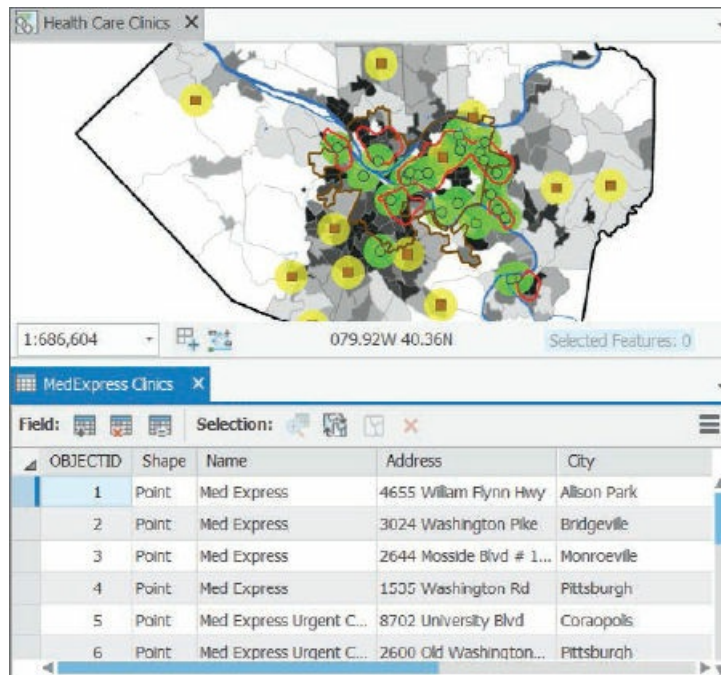 Health Care Clinics
1:686,604 079.92W 40.36N Selected Features: 0
MedExpress Clinics
Field: Selection:
OBJECTID Shape Name Address City
1 Point Med Express 4655 Wiliam Flynn Hwy Alison Park
2 Point Med Express 3024 Washington Pike Bridgeville
3 Point Med Express 2644 Mosside Blvd # 1... Monroeville
4 Point Med Express 1535 Washington Rd Pittsburgh
5 Point Med Express Urgent C... 8702 University Blvd Coraopolis
6 Point Med Express Urgent C... 2600 Old Washington... Pittsburgh